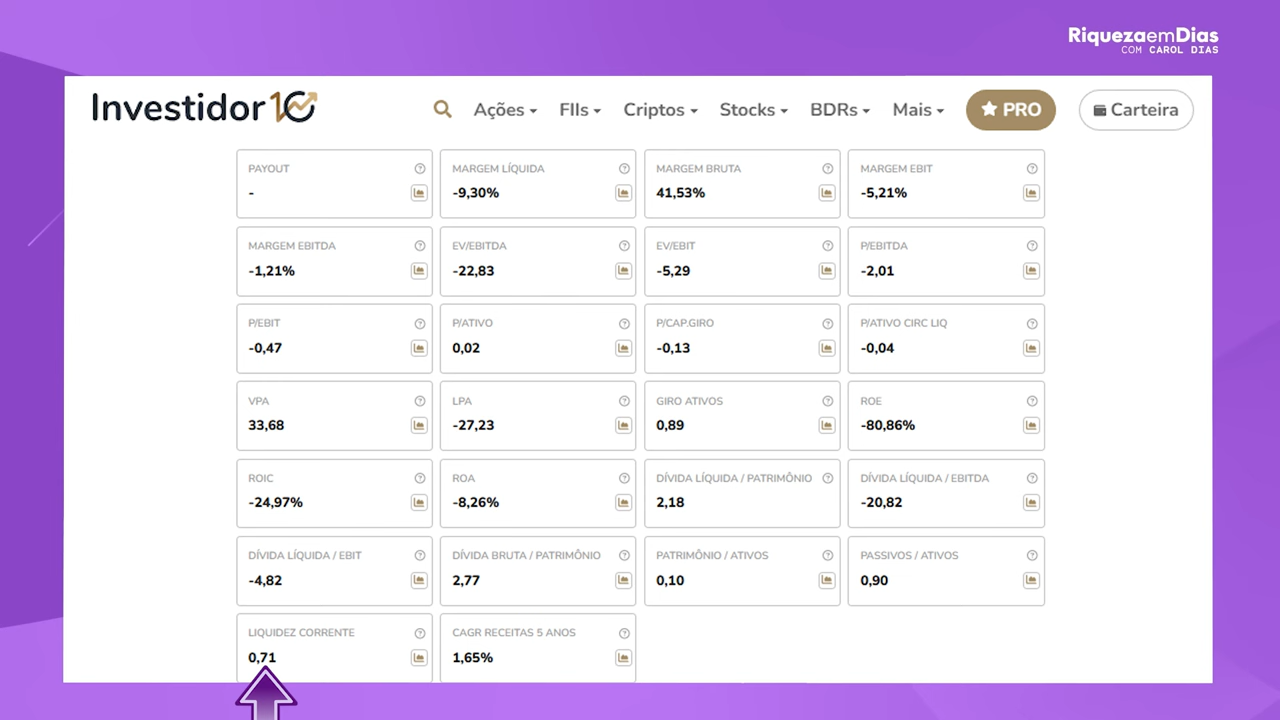 RiquezaemDias
COM CAROL DIAS
Investidor 10
Ações FIIs Criptos Stocks BDRs Mais PRO Carteira
PAYOUT MARGEM LÍQUIDA MARGEM BRUTA MARGEM EBIT
- -9,30% 41,53% -5,21%
MARGEM EBITDA EV/EBITDA EV/EBIT P/EBITDA
-1,21% -22,83 -5,29 -2,01
P/EBIT P/ATIVO P/CAP.GIRO P/ATIVO CIRC LIQ
-0,47 0,02 -0,13 -0,04
VPA LPA GIRO ATIVOS ROE
33,68 -27,23 0,89 -80,86%
ROIC ROA DÍVIDA LÍQUIDA / PATRIMÔNIO DÍVIDA LÍQUIDA / EBITDA
-24,97% -8,26% 2,18 -20,82
DÍVIDA LÍQUIDA / EBIT DÍVIDA BRUTA / PATRIMÔNIO PATRIMÔNIO / ATIVOS PASSIVOS / ATIVOS
-4,82 2,77 0,10 0,90
LIQUIDEZ CORRENTE CAGR RECEITAS 5 ANOS
0,71 1,65%